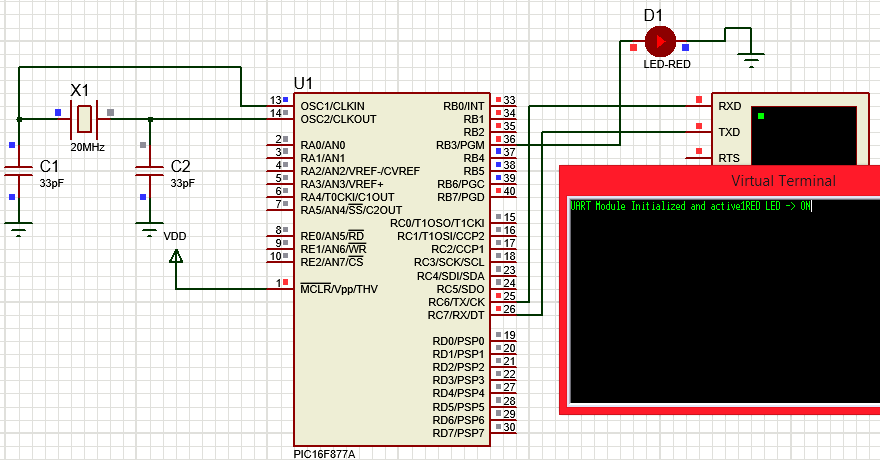 D1
LED-RED
X1
20MHz
C1
33pF
C2
33pF
VDD
U1
13 OSC1/CLKIN
14 OSC2/CLKOUT
2 RA0/AN0
3 RA1/AN1
4 RA2/AN2/VREF-/CVREF
5 RA3/AN3/VREF+
6 RA4/T0CKI/C1OUT
7 RA5/AN4/SS/C2OUT
8 RE0/AN5/RD
9 RE1/AN6/WR
10 RE2/AN7/CS
1 MCLR/Vpp/THV
RB0/INT 33
RB1 34
RB2 35
RB3/PGM 36
RB4 37
RB5 38
RB6/PGC 39
RB7/PGD 40
RC0/T1OSO/T1CKI 15
RC1/T1OSI/CCP2 16
RC2/CCP1 17
RC3/SCK/SCL 18
RC4/SDI/SDA 23
RC5/SDO 24
RC6/TX/CK 25
RC7/RX/DT 26
RD0/PSP0 19
RD1/PSP1 20
RD2/PSP2 21
RD3/PSP3 22
RD4/PSP4 27
RD5/PSP5 28
RD6/PSP6 29
RD7/PSP7 30
PIC16F877A
RXD
TXD
RTS
Virtual Terminal
UART Module Initialized and active1RED LED -> ON